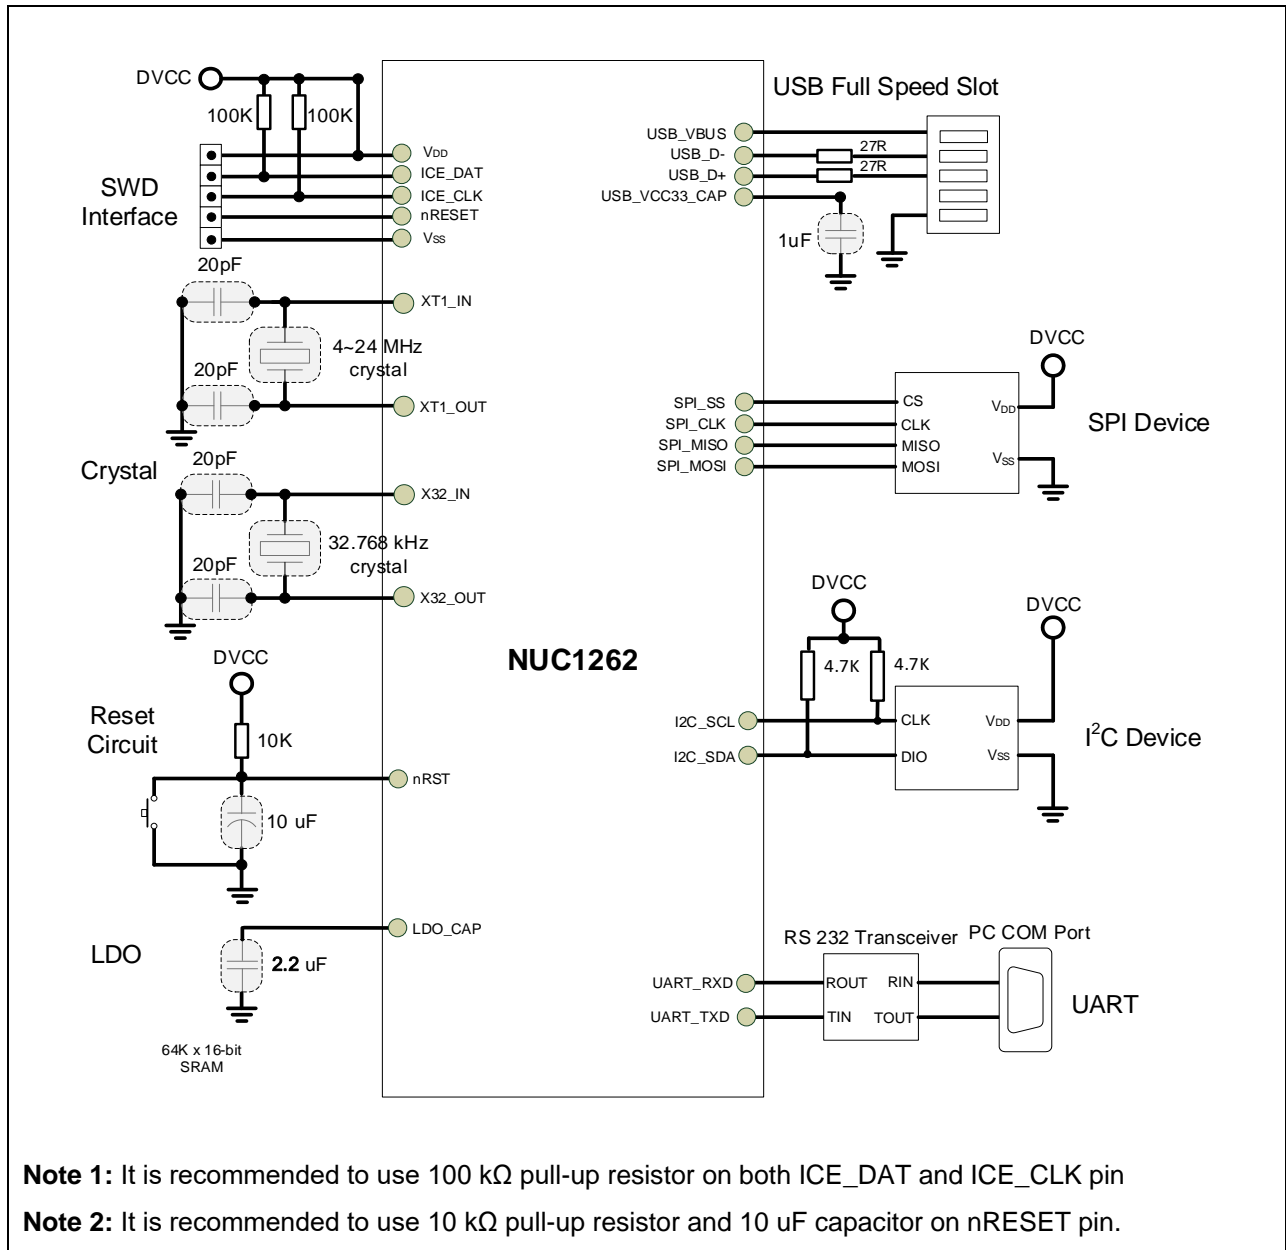 DVCC
100K
100K
SWD
Interface
VDD
ICE_DAT
ICE_CLK
nRESET
VSS
20pF
XT1_IN
4~24 MHz
crystal
20pF
XT1_OUT
Crystal
20pF
X32_IN
32.768 kHz
crystal
20pF
X32_OUT
DVCC
Reset
Circuit
10K
nRST
10 uF
LDO
LDO_CAP
2.2 uF
64K x 16-bit
SRAM
NUC1262
USB Full Speed Slot
USB_VBUS
USB_D-
27R
USB_D+
27R
USB_VCC33_CAP
1uF
DVCC
SPI_SS
SPI_CLK
SPI_MISO
SPI_MOSI
CS
CLK
MISO
MOSI
VDD
VSS
SPI Device
DVCC
4.7K
4.7K
DVCC
I2C_SCL
I2C_SDA
CLK
DIO
VDD
VSS
I²C Device
RS 232 Transceiver
PC COM Port
UART_RXD
UART_TXD
ROUT
RIN
TIN
TOUT
UART
Note 1: It is recommended to use 100 kΩ pull-up resistor on both ICE_DAT and ICE_CLK pin
Note 2: It is recommended to use 10 kΩ pull-up resistor and 10 uF capacitor on nRESET pin.